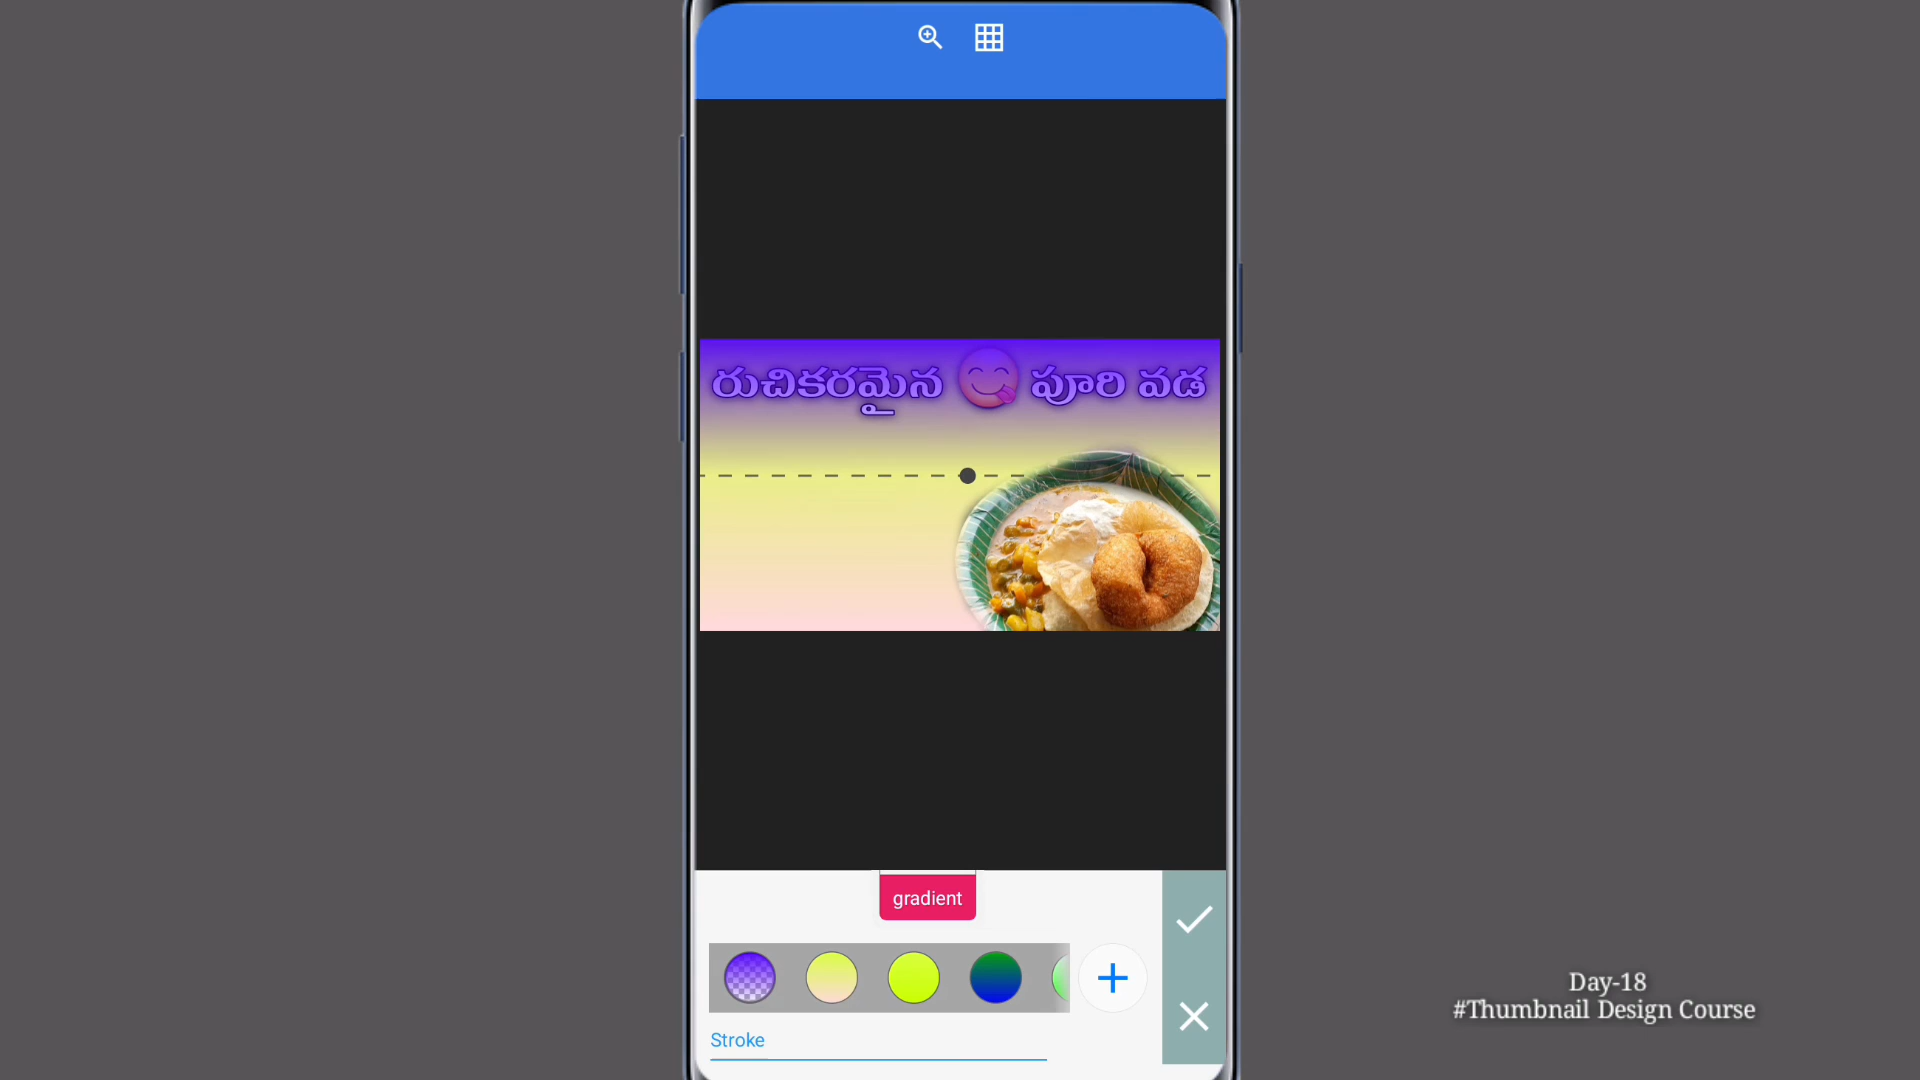 రుచికరమైన 😋 పూరి వడ
gradient
Stroke
Day-18
#Thumbnail Design Course